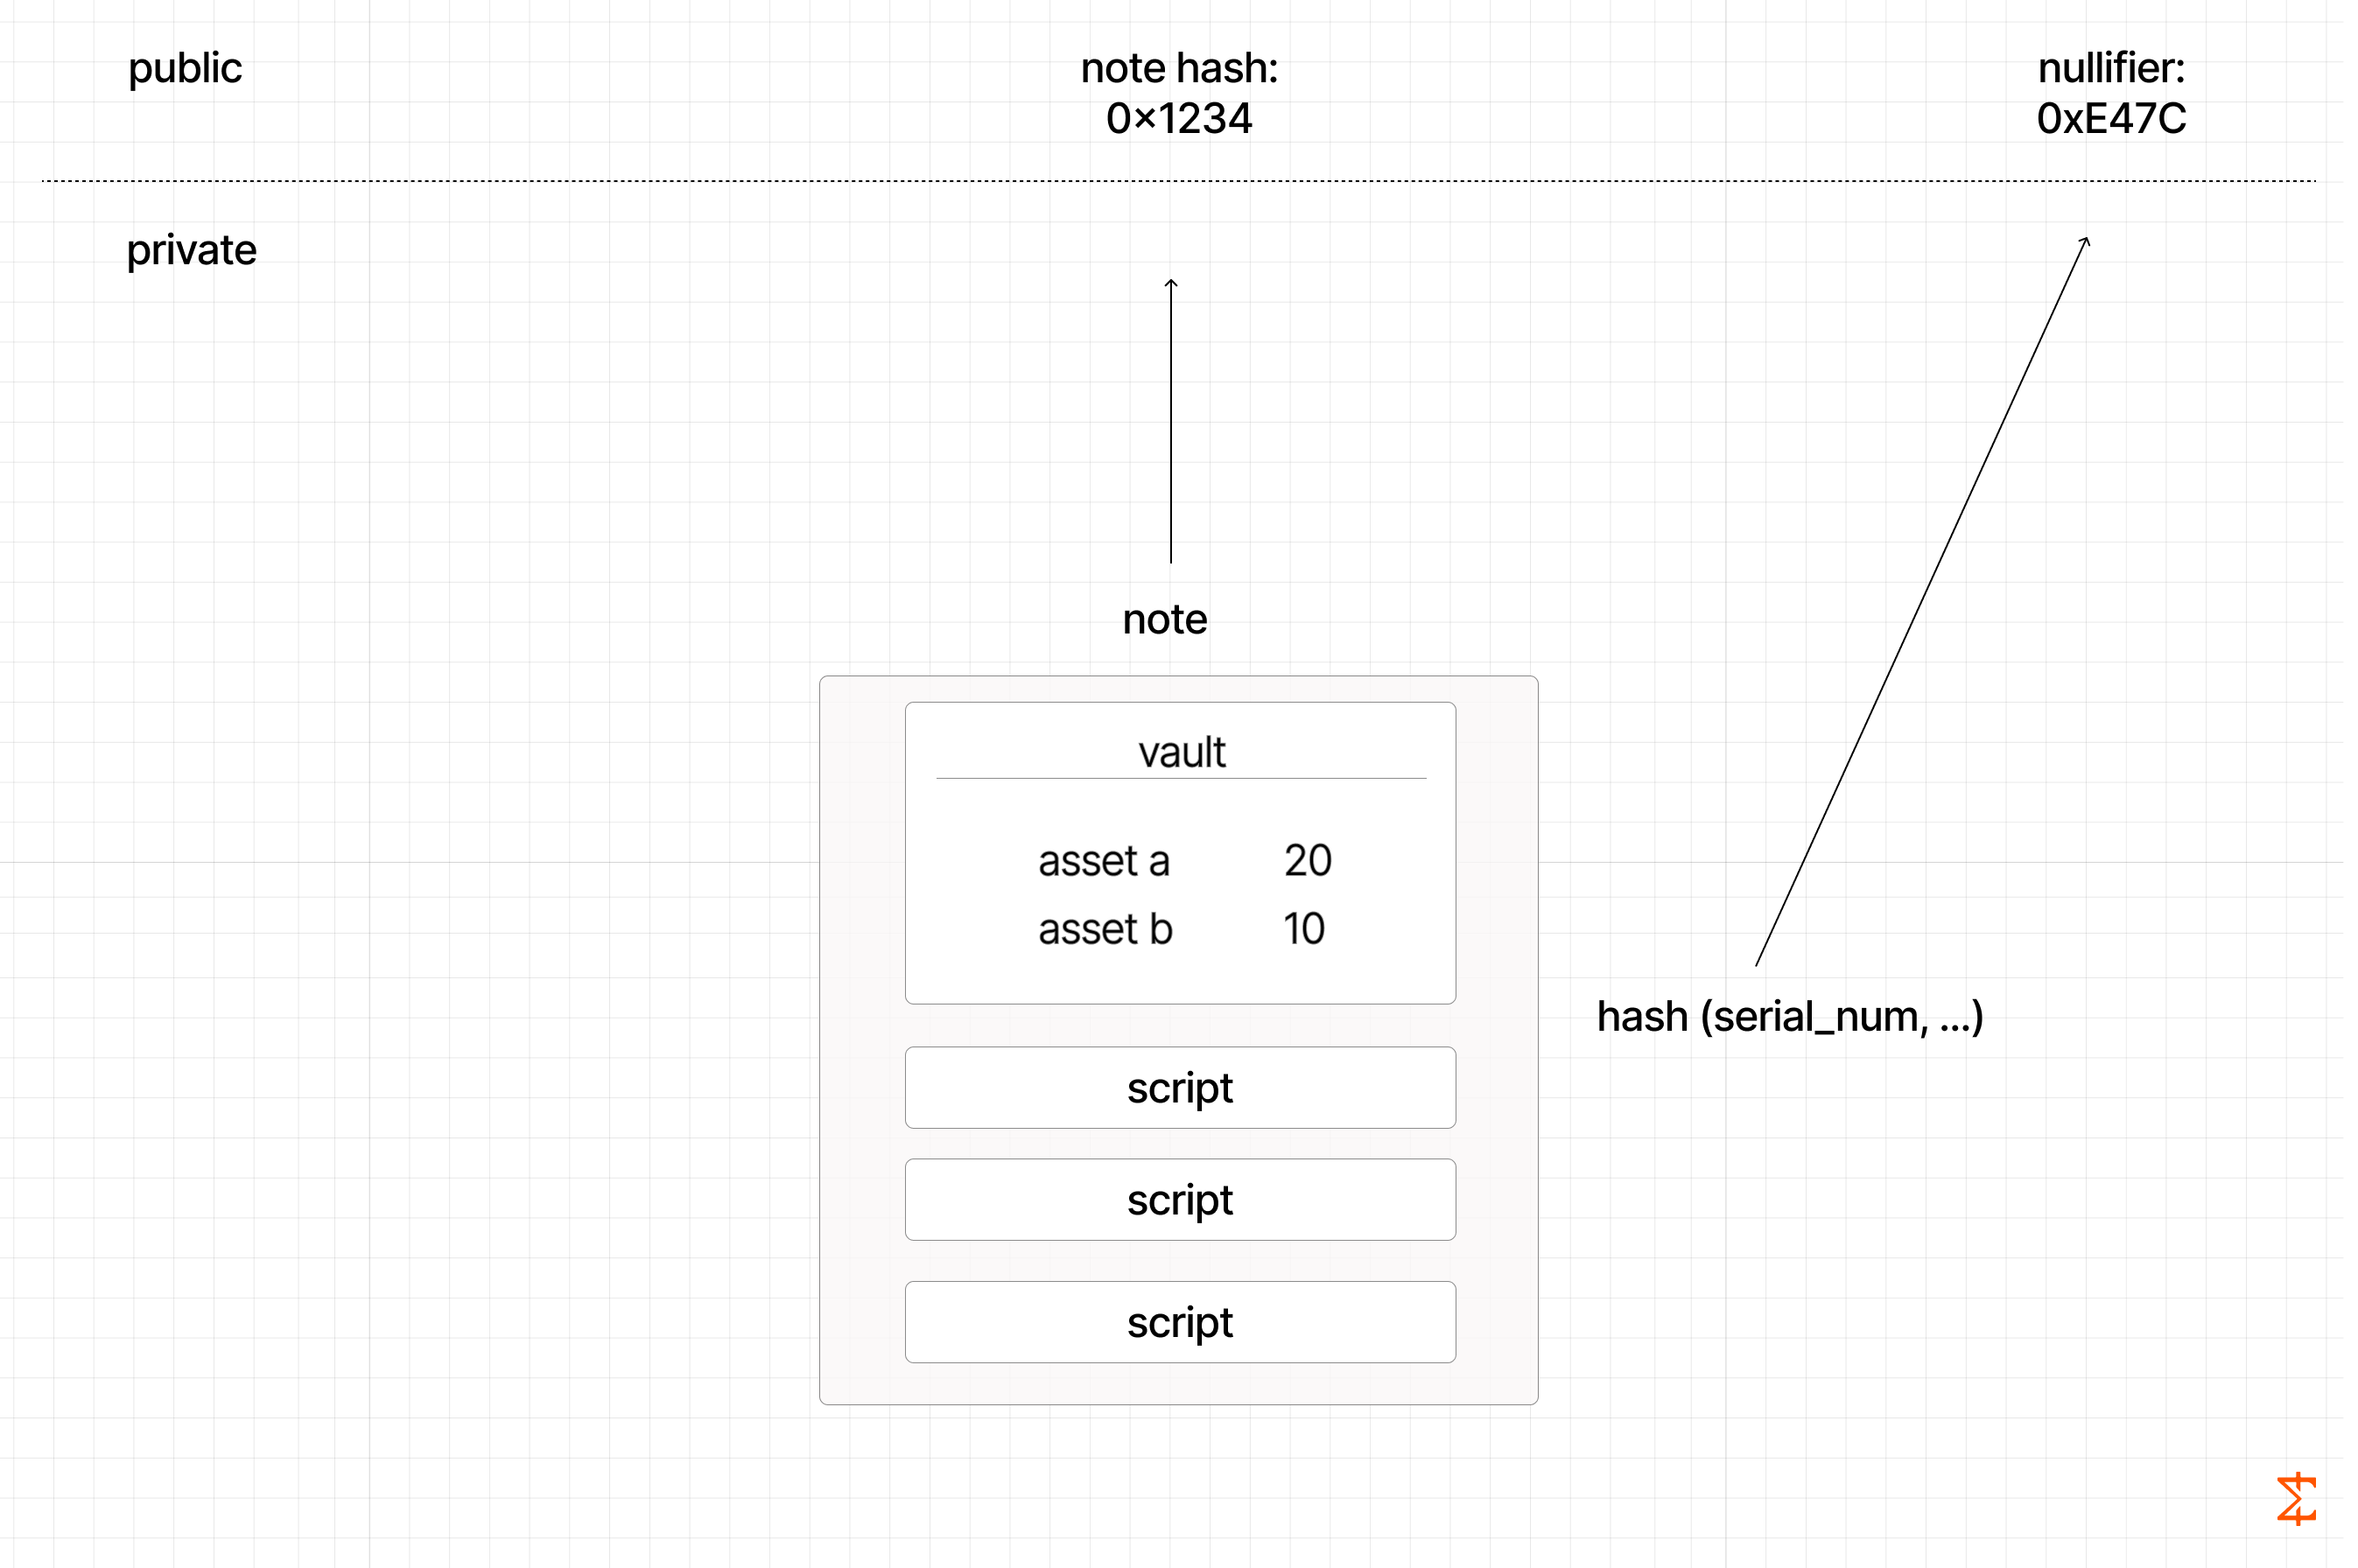 public
note hash:
0×1234
nullifier:
0xE47C
private
note
vault
asset a 20
asset b 10
hash (serial_num, ...)
script
script
script